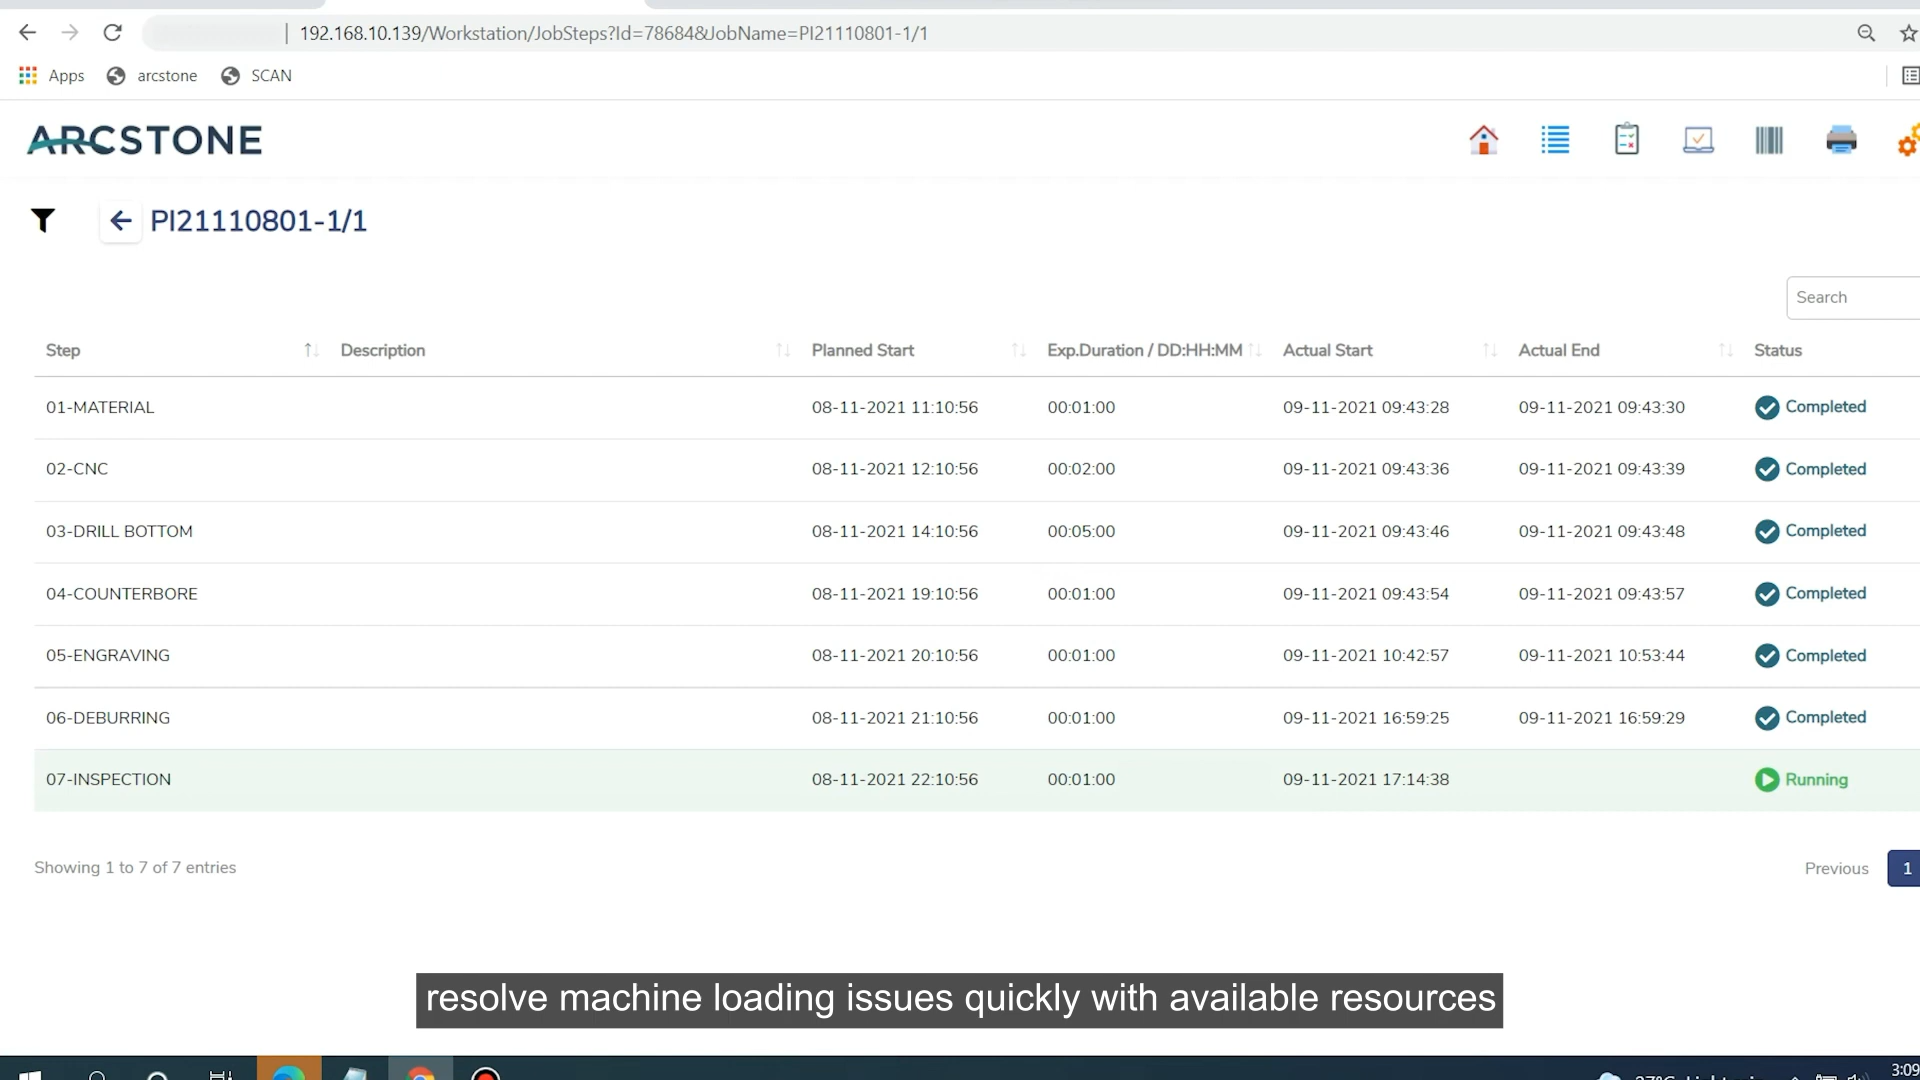 192.168.10.139/Workstation/JobSteps?Id=78684&JobName=PI21110801-1/1
Apps arcstone SCAN
ARCSTONE
PI21110801-1/1
Search
Step Description Planned Start Exp.Duration / DD:HH:MM Actual Start Actual End Status
01-MATERIAL 08-11-2021 11:10:56 00:01:00 09-11-2021 09:43:28 09-11-2021 09:43:30 Completed
02-CNC 08-11-2021 12:10:56 00:02:00 09-11-2021 09:43:36 09-11-2021 09:43:39 Completed
03-DRILL BOTTOM 08-11-2021 14:10:56 00:05:00 09-11-2021 09:43:46 09-11-2021 09:43:48 Completed
04-COUNTERBORE 08-11-2021 19:10:56 00:01:00 09-11-2021 09:43:54 09-11-2021 09:43:57 Completed
05-ENGRAVING 08-11-2021 20:10:56 00:01:00 09-11-2021 10:42:57 09-11-2021 10:53:44 Completed
06-DEBURRING 08-11-2021 21:10:56 00:01:00 09-11-2021 16:59:25 09-11-2021 16:59:29 Completed
07-INSPECTION 08-11-2021 22:10:56 00:01:00 09-11-2021 17:14:38 Running
Showing 1 to 7 of 7 entries Previous 1
resolve machine loading issues quickly with available resources
3:09